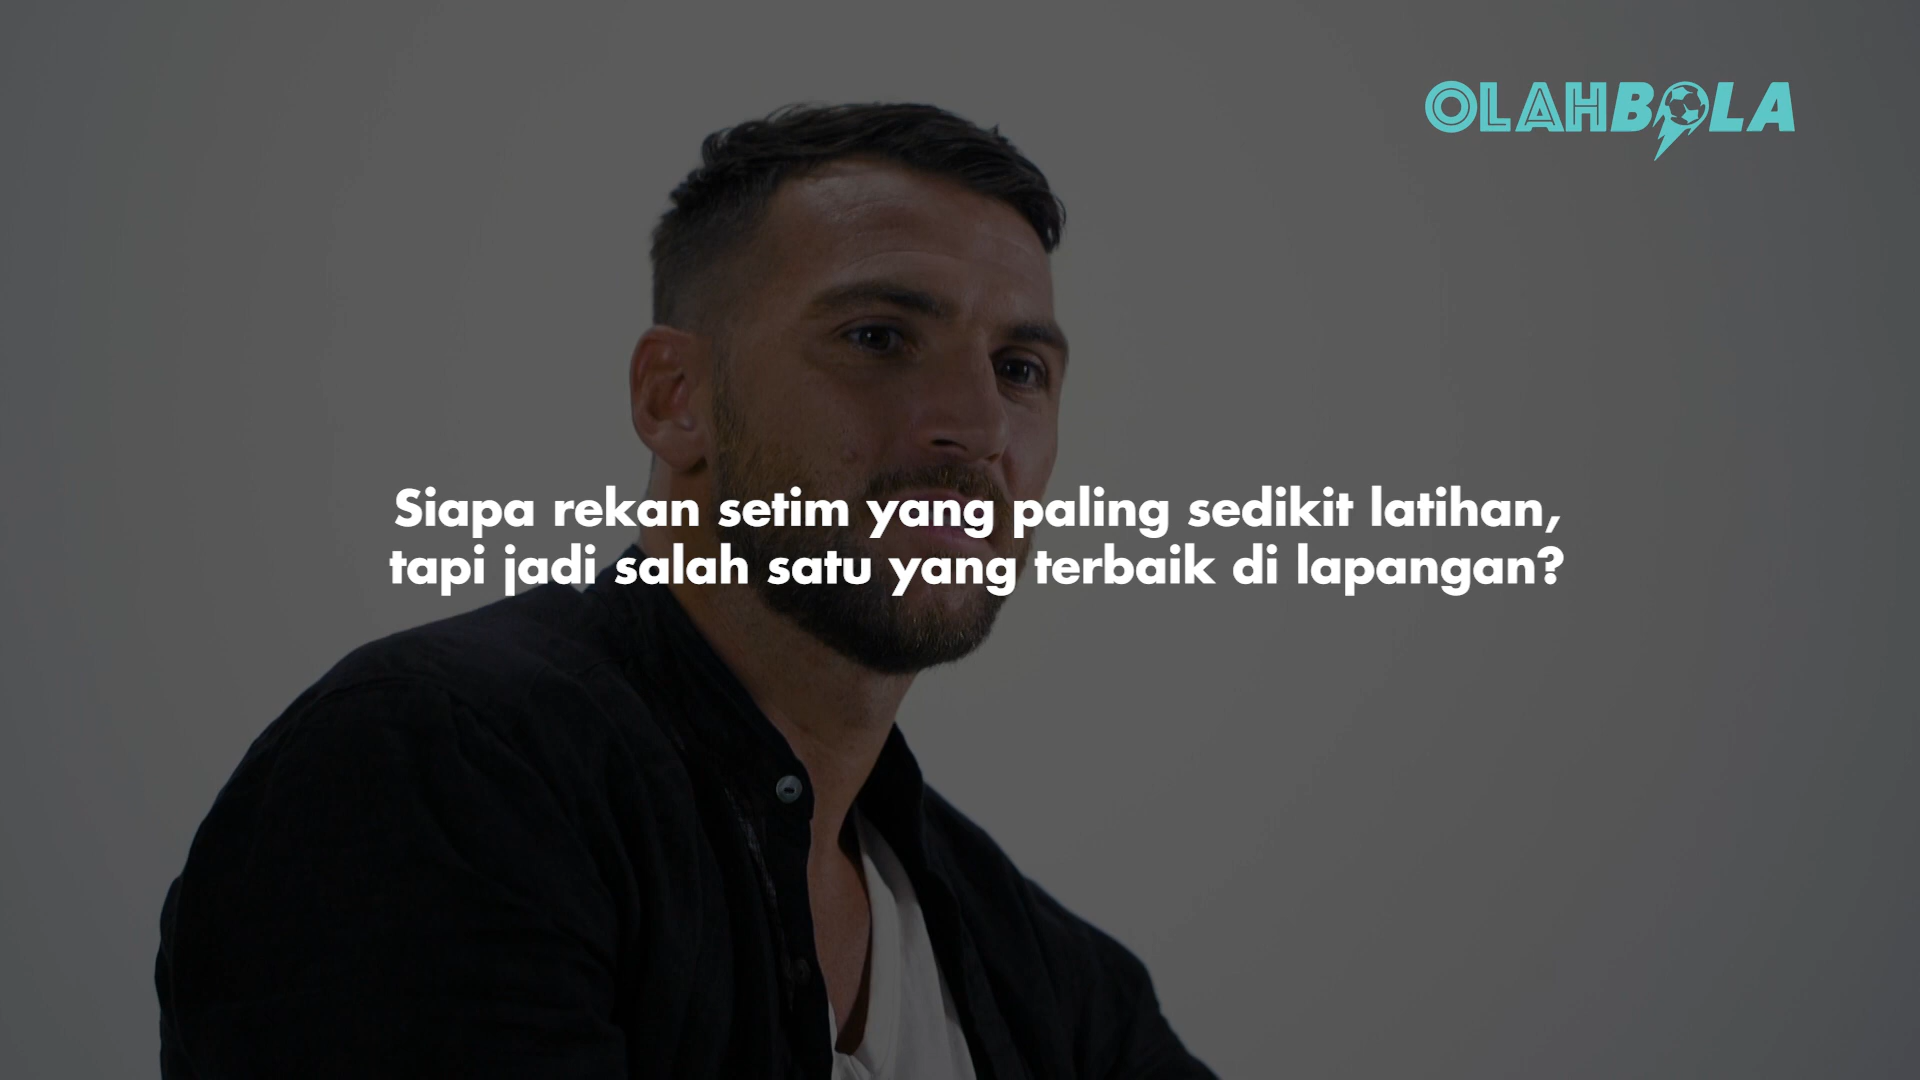 OLAHBOLA
Siapa rekan setim yang paling sedikit latihan,
tapi jadi salah satu yang terbaik di lapangan?